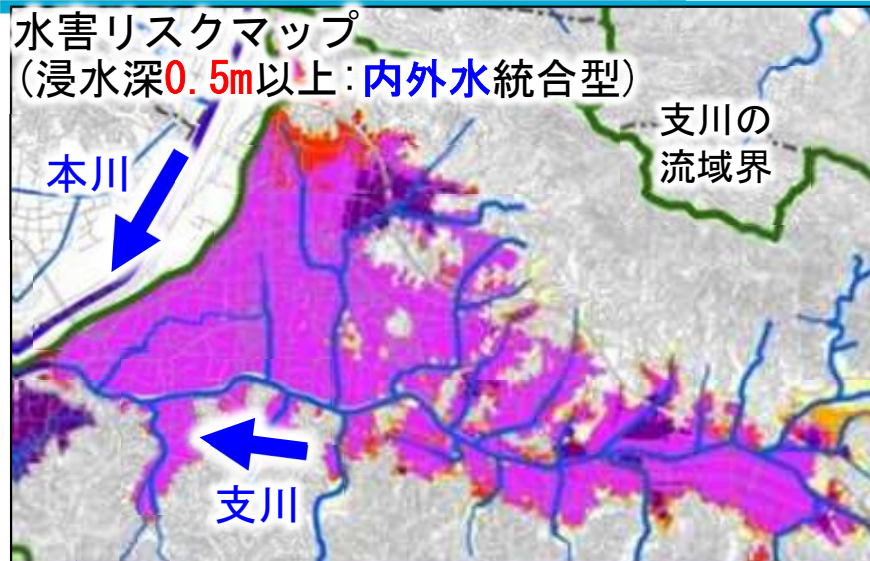 水害リスクマップ
(浸水深0.5m以上：内外水統合型)
支川の
流域界
本川
支川